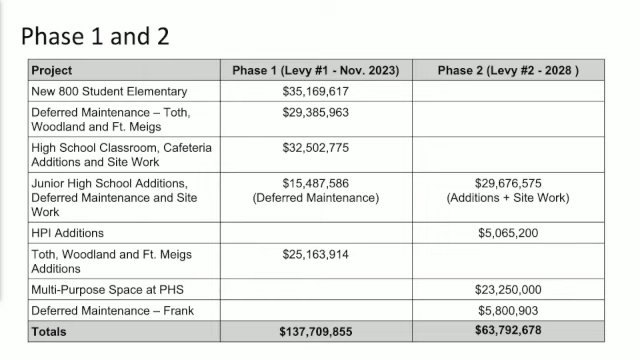 Phase 1 and 2
Project Phase 1 (Levy #1 - Nov. 2023) Phase 2 (Levy #2 - 2028 )
New 800 Student Elementary $35,169,617
Deferred Maintenance – Toth, $29,385,963
Woodland and Ft. Meigs
High School Classroom, Cafeteria $32,502,775
Additions and Site Work
Junior High School Additions, $15,487,586 $29,676,575
Deferred Maintenance and Site (Deferred Maintenance) (Additions + Site Work)
Work
HPI Additions $5,065,200
Toth, Woodland and Ft. Meigs $25,163,914
Additions
Multi-Purpose Space at PHS $23,250,000
Deferred Maintenance – Frank $5,800,903
Totals $137,709,855 $63,792,678